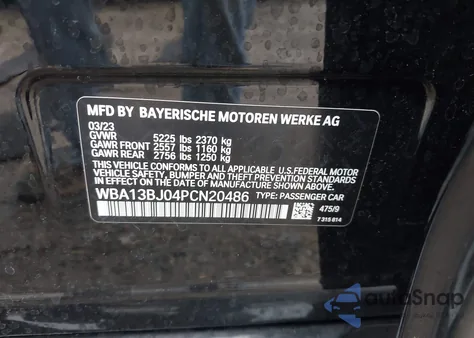 MFD BY BAYERISCHE MOTOREN WERKE AG
03/23
GVWR 5225 lbs 2370 kg
GAWR FRONT 2557 lbs 1160 kg
GAWR REAR 2756 lbs 1250 kg
THIS VEHICLE CONFORMS TO ALL APPLICABLE U.S.FEDERAL MOTOR
VEHICLE SAFETY, BUMPER AND THEFT PREVENTION STANDARDS
IN EFFECT ON THE DATE OF MANUFACTURE SHOWN ABOVE.
WBA13BJ04PCN20486 TYPE: PASSENGER CAR
475/9
7 315 614
autoSnap